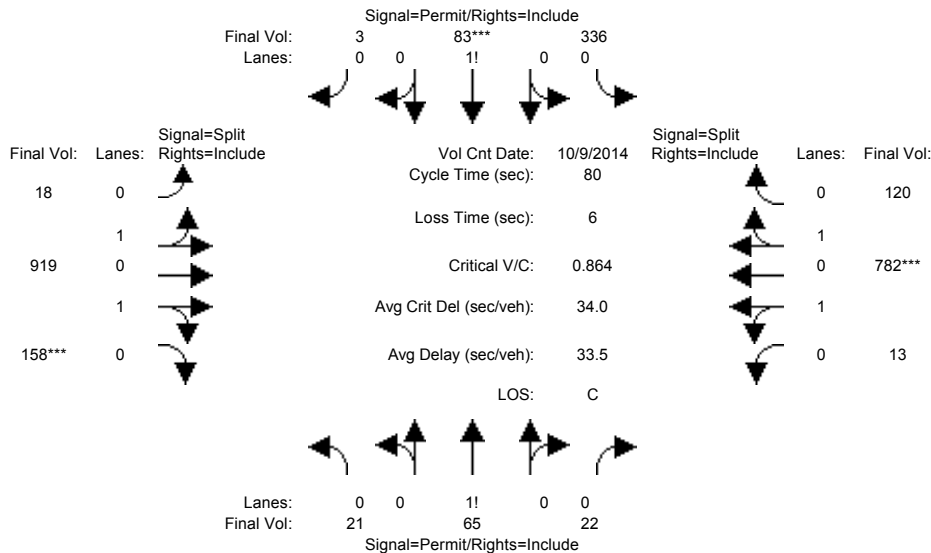 Signal=Permit/Rights=Include
Final Vol: 3 83*** 336
Lanes: 0 0 1! 0 0
Signal=Split
Final Vol: Lanes: Rights=Include
Vol Cnt Date: 10/9/2014
Signal=Split
Rights=Include Lanes: Final Vol:
Cycle Time (sec): 80
18 0
0 120
Loss Time (sec): 6
1
1
919 0
Critical V/C: 0.864
0 782***
1
Avg Crit Del (sec/veh): 34.0
1
158*** 0
Avg Delay (sec/veh): 33.5
0 13
LOS: C
Lanes: 0 0 1! 0 0
Final Vol: 21 65 22
Signal=Permit/Rights=Include